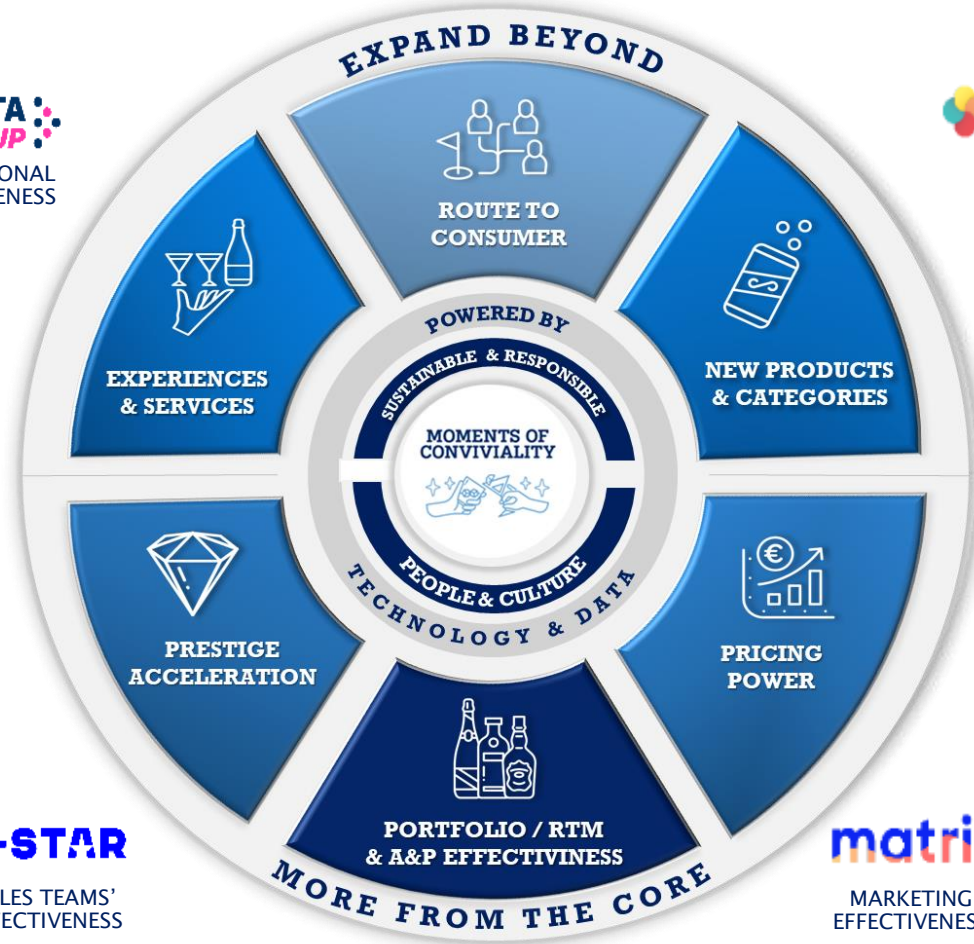 EXPAND BEYOND
TA
UP
ONAL
ENESS
ROUTE TO
CONSUMER
EXPERIENCES
& SERVICES
NEW PRODUCTS
& CATEGORIES
POWERED BY
SUSTAINABLE & RESPONSIBLE
MOMENTS OF
CONVIVIALITY
PEOPLE & CULTURE
TECHNOLOGY & DATA
PRESTIGE
ACCELERATION
€
PRICING
POWER
PORTFOLIO / RTM
& A&P EFFECTIVINESS
MORE FROM THE CORE
-STAR
LES TEAMS'
ECTIVENESS
matri
MARKETING
EFFECTIVENES